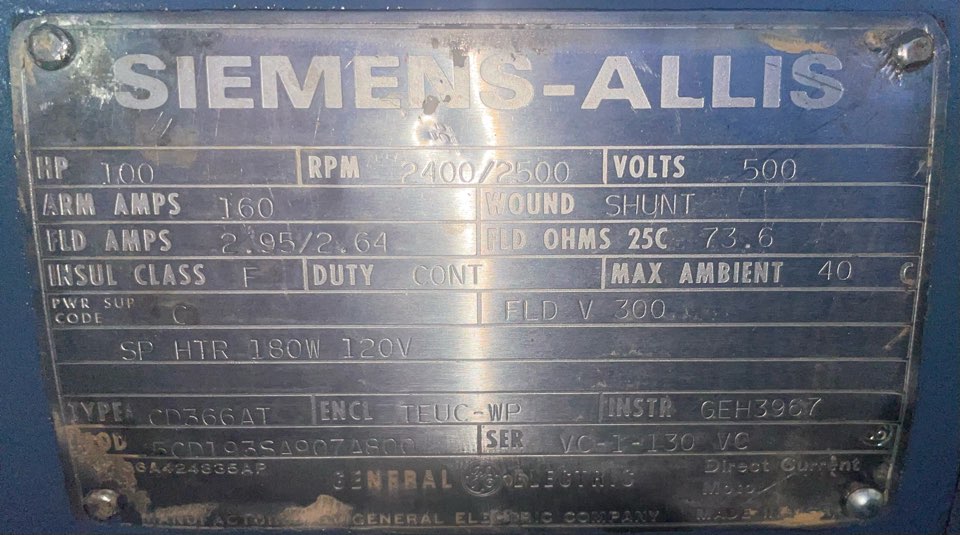 SIEMENS-ALLIS
HP 100 RPM 2400/2500 VOLTS 500
ARM AMPS 160 WOUND SHUNT
FLD AMPS 2.95/2.64 FLD OHMS 25C 73.6
INSUL CLASS F DUTY CONT MAX AMBIENT 40 C
PWR SUP
CODE C FLD V 300
SP HTR 180W 120V
TYPE CD366AT ENCL TEUC-WP INSTR GEH3967
5CD193SA907A800 SER VC-1-130 VC
GENERAL ELECTRIC Direct Current
GENERAL ELECTRIC COMPANY MADE IN